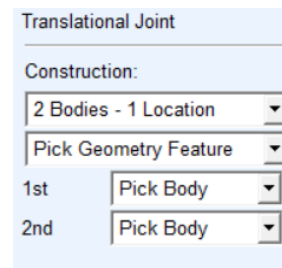 Translational Joint
Construction:
2 Bodies - 1 Location
Pick Geometry Feature
1st Pick Body
2nd Pick Body